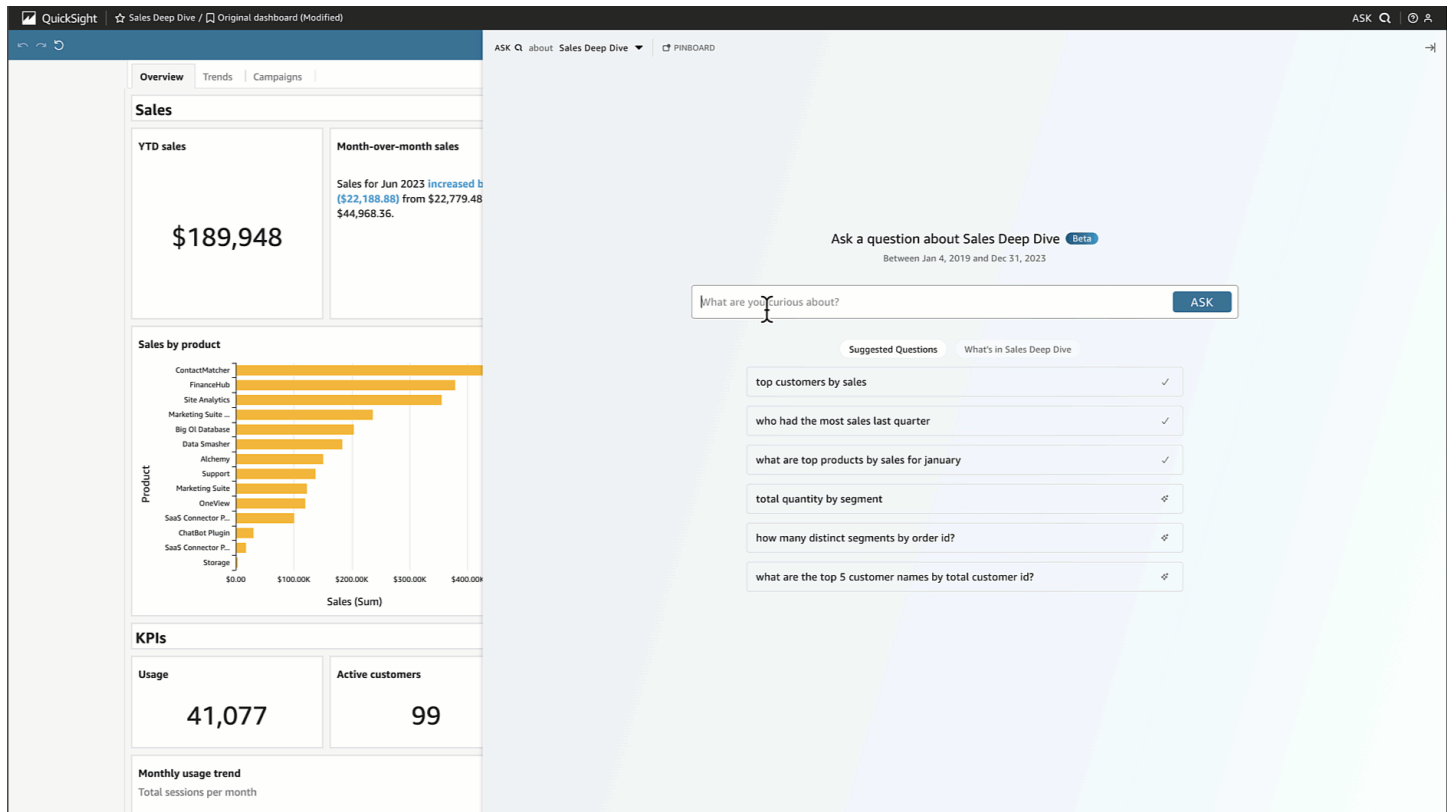 QuickSight
Sales Deep Dive / Original dashboard (Modified)
ASK
ASK about Sales Deep Dive
PINBOARD
Overview
Trends
Campaigns
Sales
YTD sales
$189,948
Month-over-month sales
Sales for Jun 2023 increased b
($22,188.88) from $22,779.48
$44,968.36.
Sales by product
Product
ContactMatcher
FinanceHub
Site Analytics
Marketing Suite ...
Big Ol Database
Data Smasher
Alchemy
Support
Marketing Suite
OneView
SaaS Connector P...
ChatBot Plugin
SaaS Connector P...
Storage
$0.00
$100.00K
$200.00K
$300.00K
$400.00K
Sales (Sum)
KPIs
Usage
41,077
Active customers
99
Monthly usage trend
Total sessions per month
Ask a question about Sales Deep Dive
Beta
Between Jan 4, 2019 and Dec 31, 2023
What are you curious about?
ASK
Suggested Questions
What's in Sales Deep Dive
top customers by sales
who had the most sales last quarter
what are top products by sales for january
total quantity by segment
how many distinct segments by order id?
what are the top 5 customer names by total customer id?